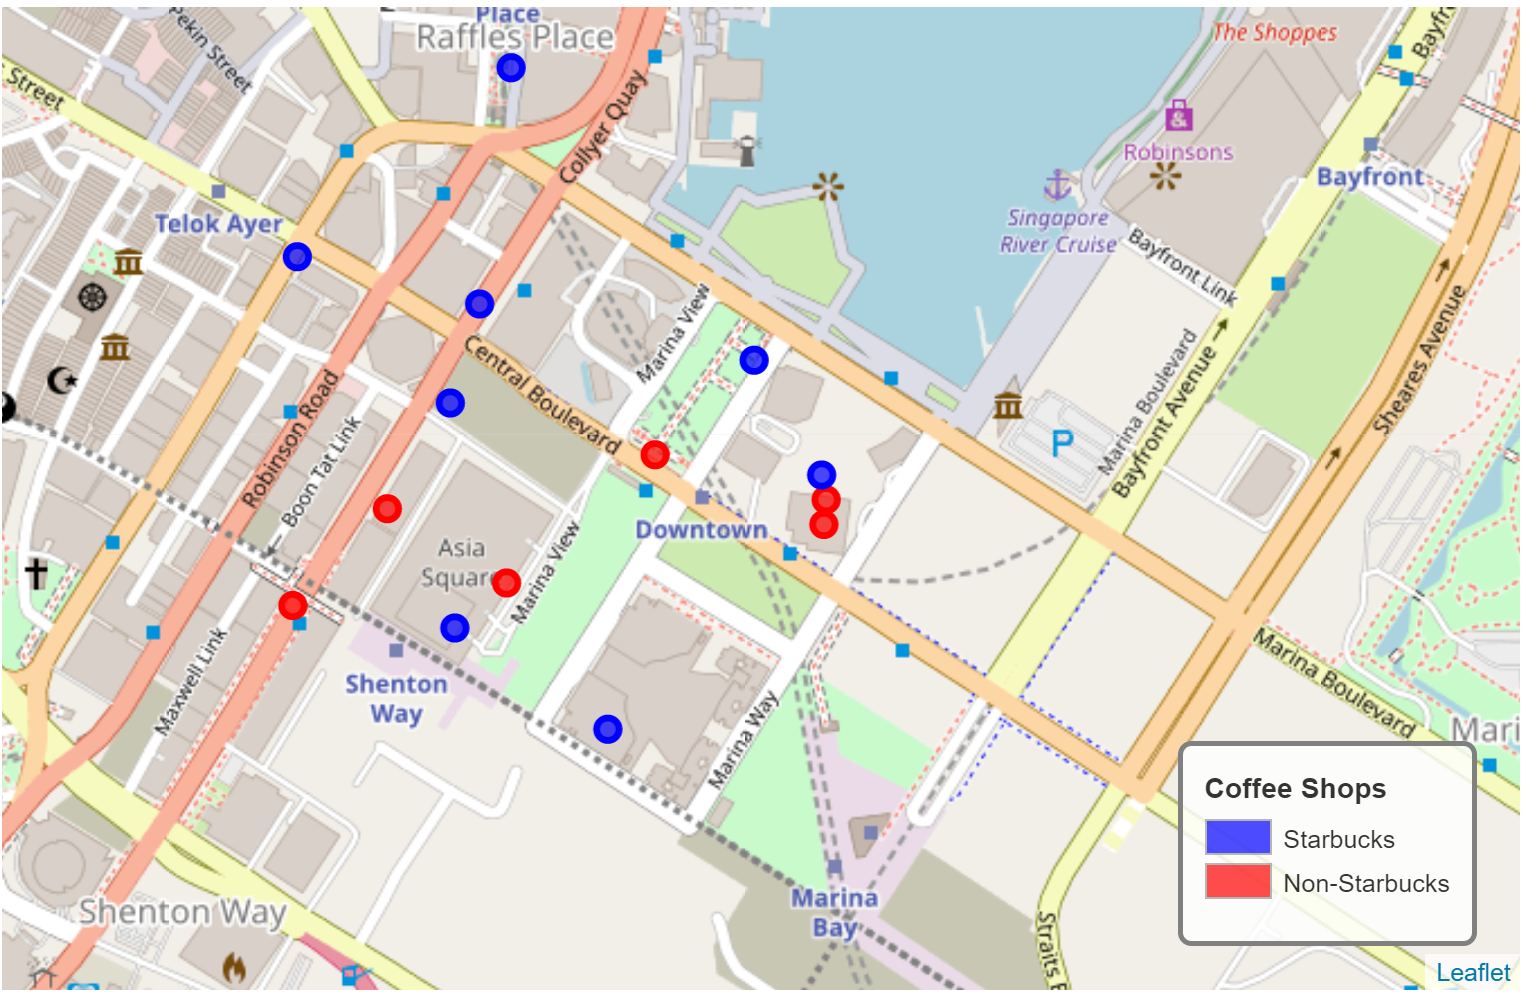 Place
Raffles Place
Pekin Street
Street
Collyer Quay
The Shoppes
Bayfr
Robinsons
Bayfront
Telok Ayer
Singapore
River Cruise
Bayfront Link
Marina View
Central Boulevard
Robinson Road
Boon Tat Link
Marina Boulevard
Bayfront Avenue
Sheares Avenue
P
Downtown
Asia
Square
Marina View
Maxwell Link
Shenton
Way
Marina Way
Marina Boulevard
Mari
Shenton Way
Marina
Bay
Straits B
Coffee Shops
Starbucks
Non-Starbucks
Leaflet